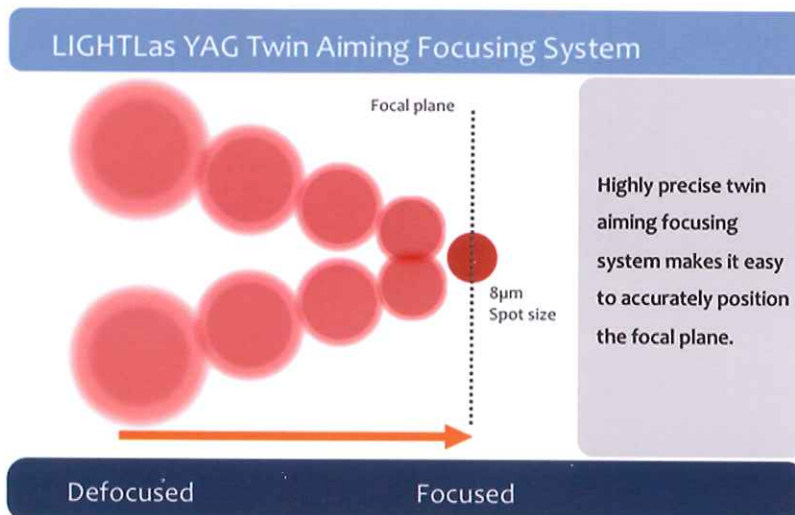 LIGHTLas YAG Twin Aiming Focusing System
Focal plane
8µm
Spot size
Highly precise twin
aiming focusing
system makes it easy
to accurately position
the focal plane.
Defocused Focused